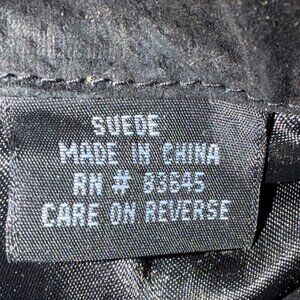 SUEDE
MADE IN CHINA
RN # 83645
CARE ON REVERSE